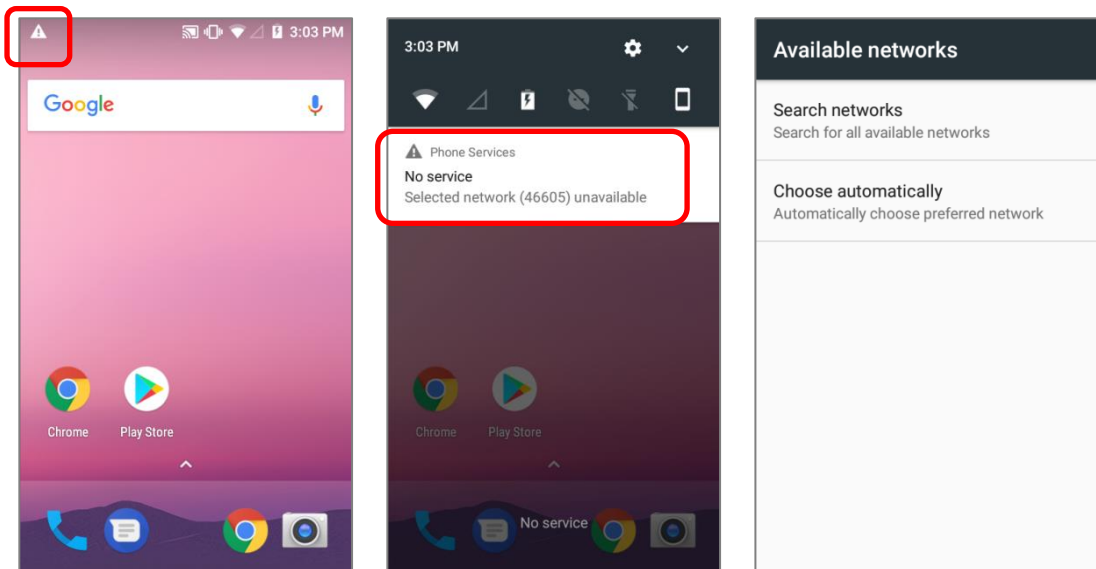 3:03 PM
Google
Chrome
Play Store
3:03 PM
Phone Services
No service
Selected network (46605) unavailable
Chrome
Play Store
No service
Available networks
Search networks
Search for all available networks
Choose automatically
Automatically choose preferred network